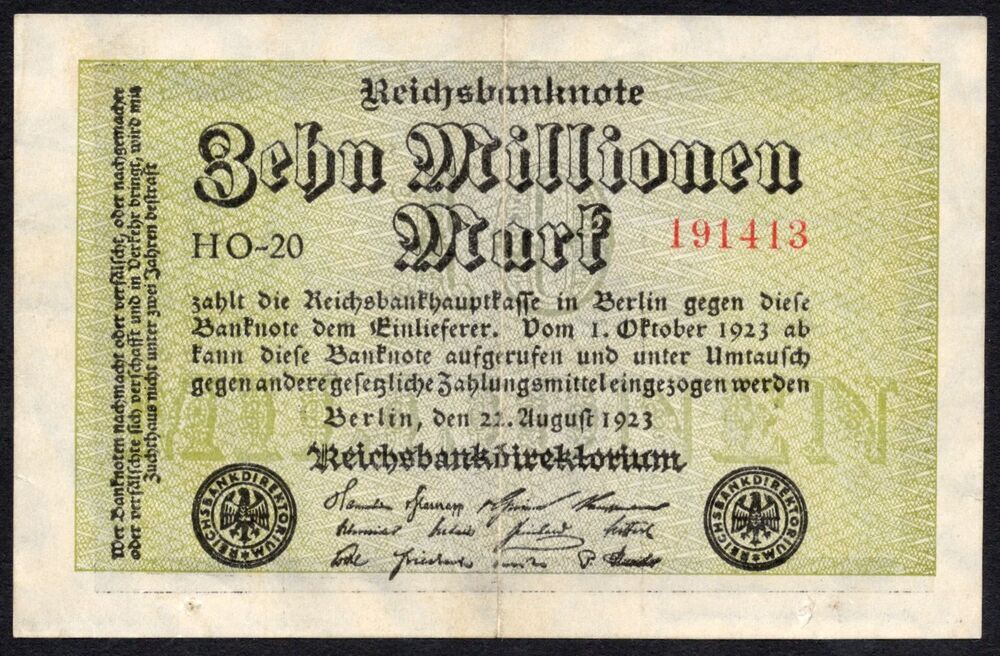 Reichsbanknote
Zehn Millionen
Mark
HO-20
191413
zahlt die Reichsbankhauptkasse in Berlin gegen diese
Banknote dem Einlieferer. Vom 1. Oktober 1923 ab
kann diese Banknote aufgerufen und unter Umtausch
gegen andere gesetzliche Zahlungsmittel eingezogen werden
Berlin, den 22. August 1923
Reichsbankdirektorium
REICHSBANKDIREKTORIUM
REICHSBANKDIREKTORIUM
Wer Banknoten nachmacht oder verfälscht, oder nachgemachte
oder verfälschte sich verschafft und in Verkehr bringt, wird mit
Zuchthaus nicht unter zwei Jahren bestraft